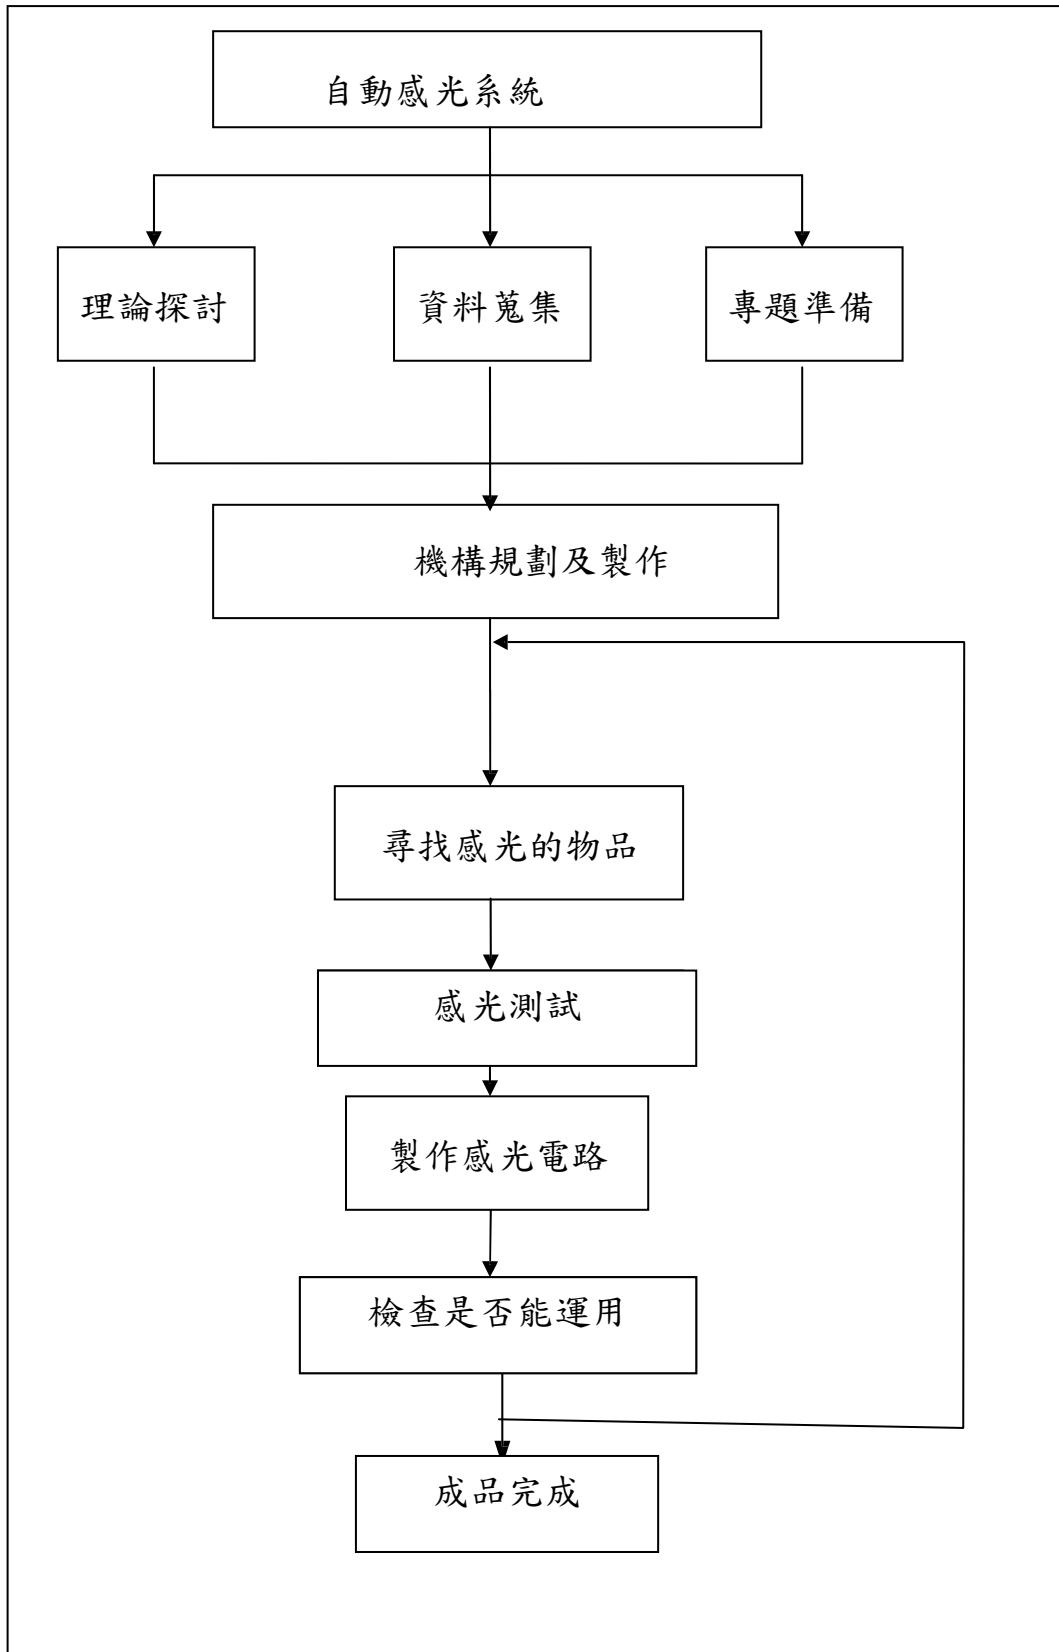 自動感光系統
理論探討
資料蒐集
專題準備
機構規劃及製作
尋找感光的物品
感光測試
製作感光電路
檢查是否能運用
成品完成